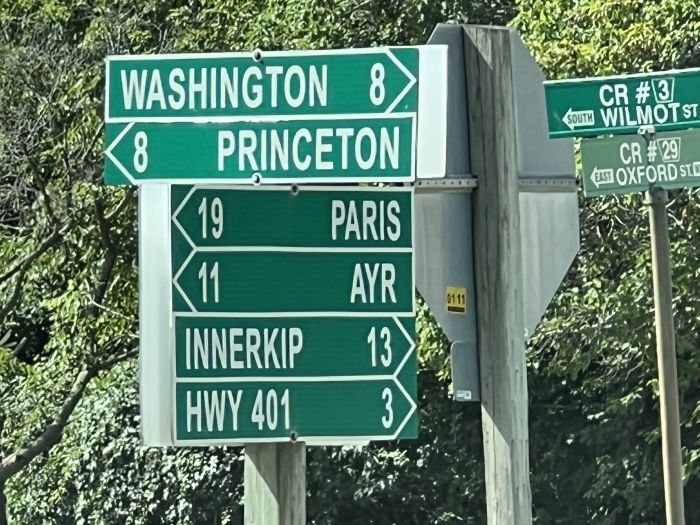 WASHINGTON 8
8 PRINCETON
19 PARIS
11 AYR
INNERKIP 13
HWY 401 3
0111
CR # 3
SOUTH WILMOT ST
CR # 29
EAST OXFORD ST.